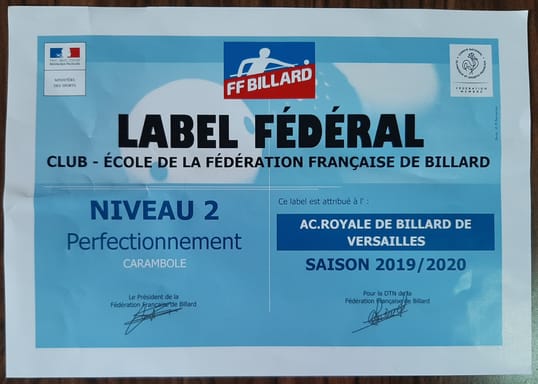 MINISTÈRE
DES SPORTS
FF BILLARD
FÉDÉRATION
MEMBRE
LABEL FÉDÉRAL
CLUB - ÉCOLE DE LA FÉDÉRATION FRANÇAISE DE BILLARD
NIVEAU 2
Perfectionnement
CARAMBOLE
Ce label est attribué à l' :
AC.ROYALE DE BILLARD DE
VERSAILLES
SAISON 2019/2020
Le Président de la
Fédération Française de Billard
Pour la DTN de la
Fédération Française de Billard